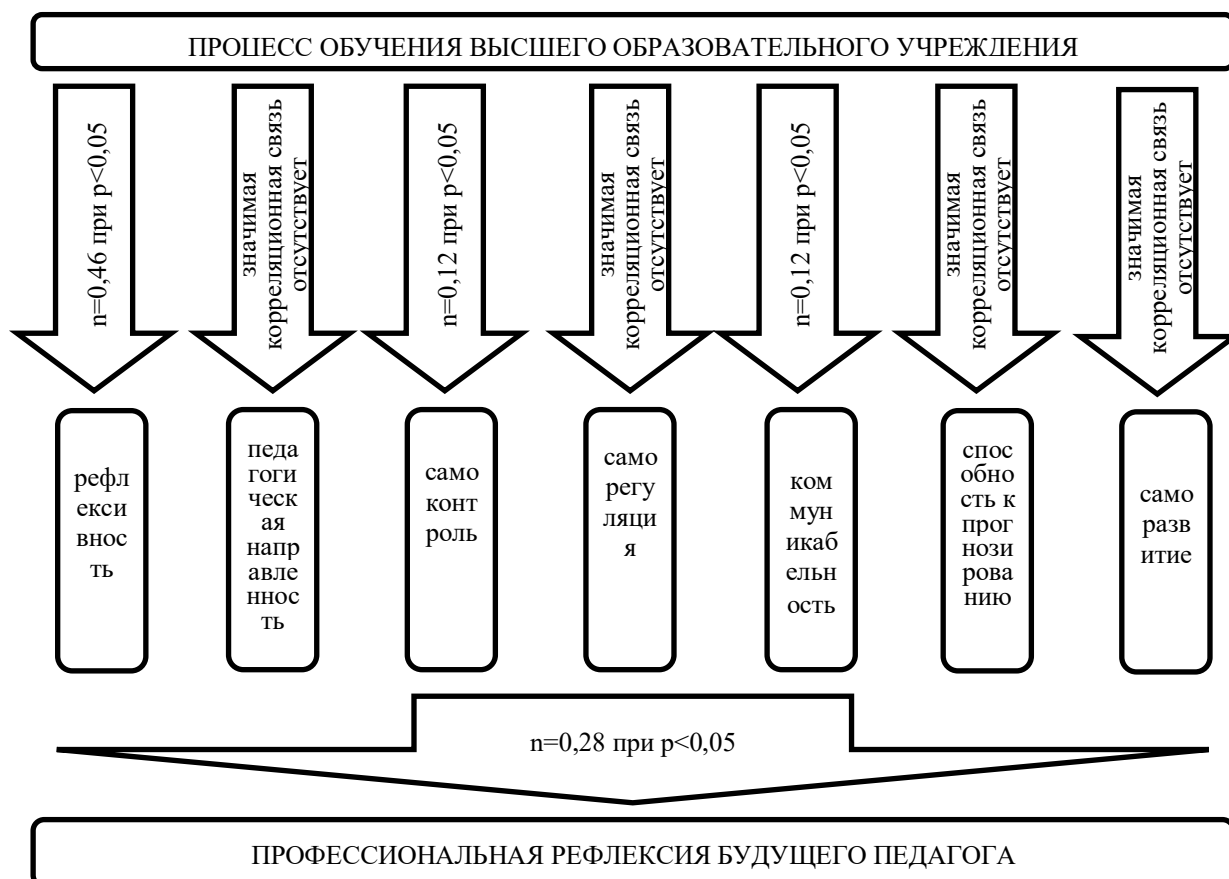 ПРОЦЕСС ОБУЧЕНИЯ ВЫСШЕГО ОБРАЗОВАТЕЛЬНОГО УЧРЕЖДЕНИЯ
n=0,46 при p<0,05
значимая
корреляционная связь
отсутствует
n=0,12 при p<0,05
значимая
корреляционная связь
отсутствует
n=0,12 при p<0,05
значимая
корреляционная связь
отсутствует
значимая
корреляционная связь
отсутствует
рефл
екси
внос
ть
педа
гоги
ческ
ая
напр
авле
ннос
ть
само
конт
роль
само
регу
ляци
я
ком
мун
икаб
ельн
ость
спос
обно
сть к
прог
нози
рова
нию
само
разв
итие
n=0,28 при p<0,05
ПРОФЕССИОНАЛЬНАЯ РЕФЛЕКСИЯ БУДУЩЕГО ПЕДАГОГА